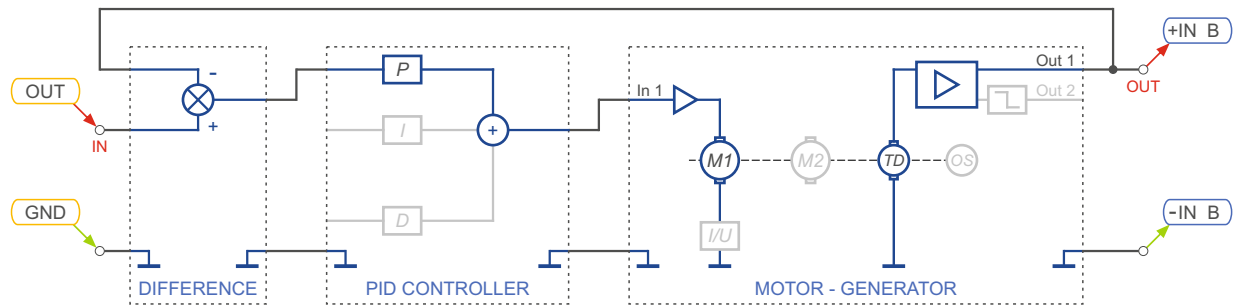 +IN B
- P In 1 Out 1
OUT OUT
+ I + M1 M2 TD Out 2
IN OS
D I/U
GND -IN B
DIFFERENCE PID CONTROLLER MOTOR - GENERATOR